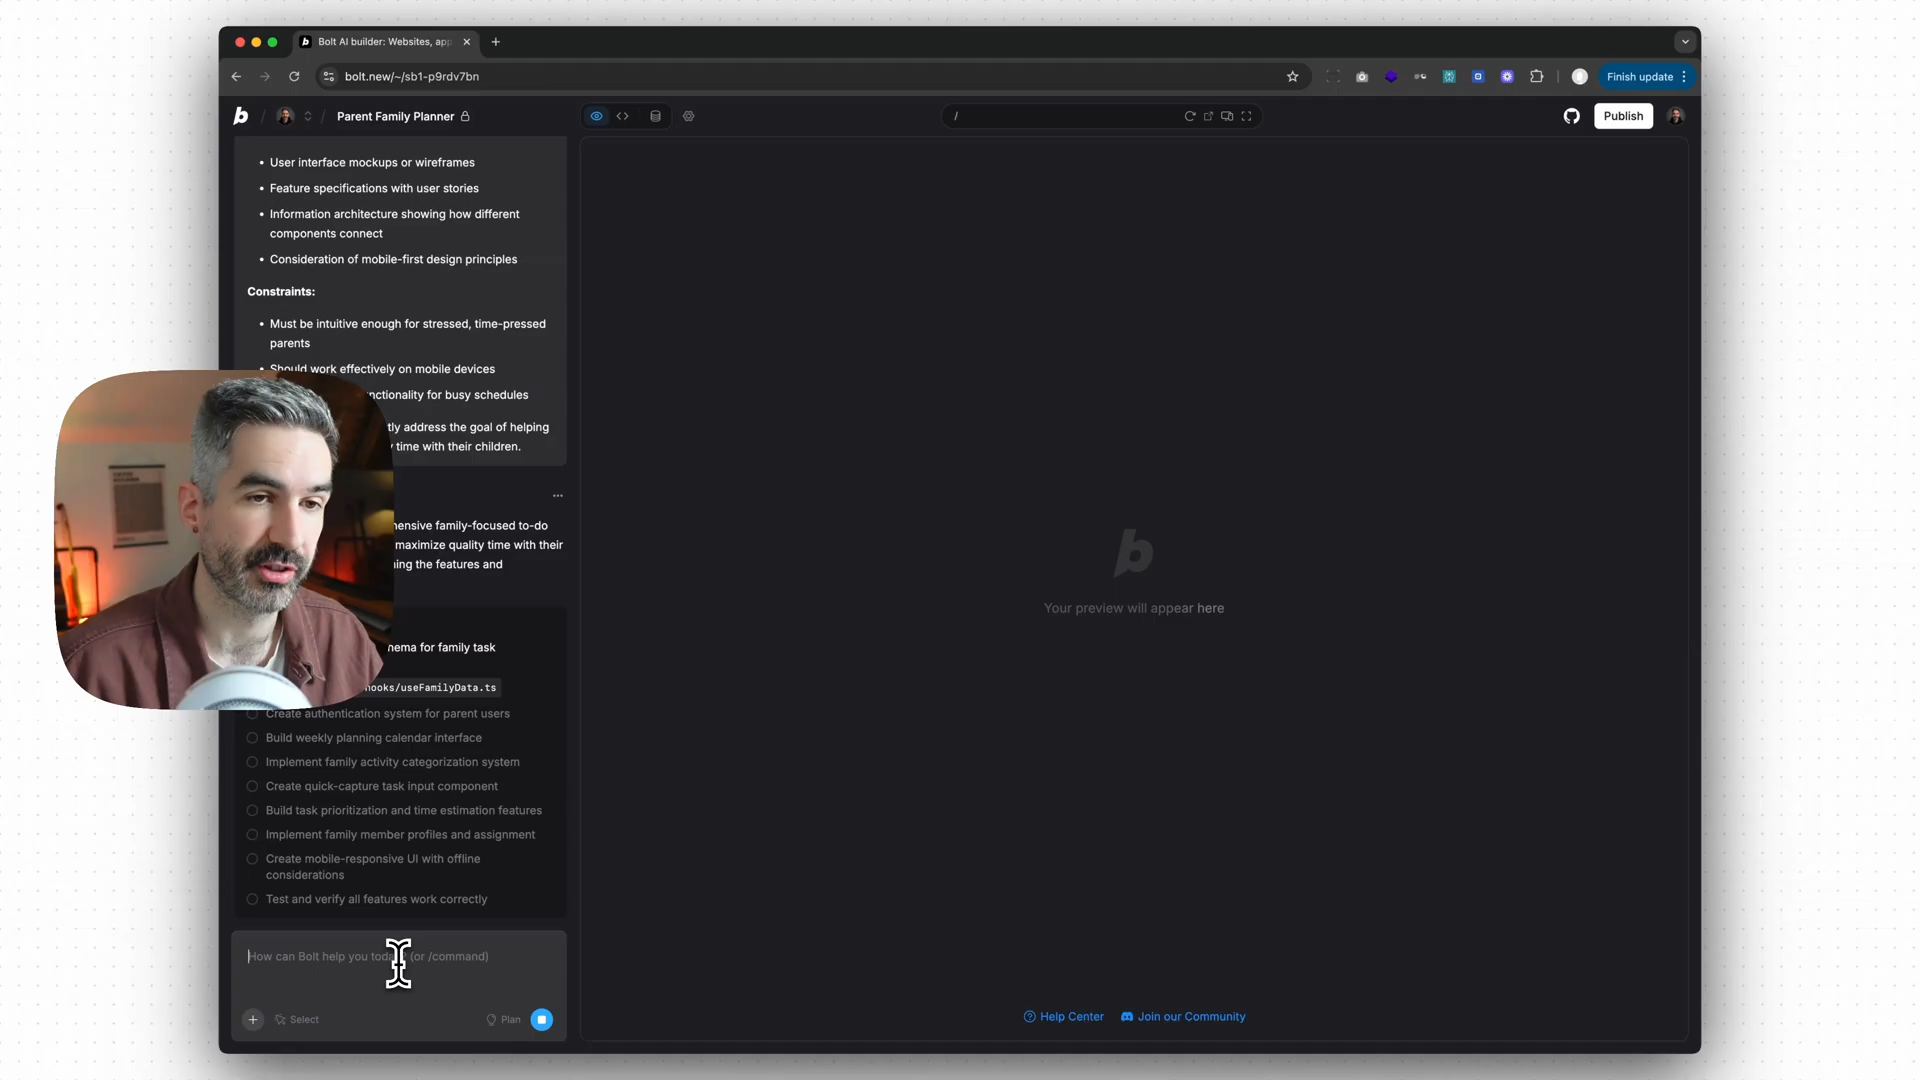 Bolt AI builder: Websites, app
bolt.new/~/sb1-p9rdv7bn
Finish update
Parent Family Planner
/
Publish
• User interface mockups or wireframes
• Feature specifications with user stories
• Information architecture showing how different
components connect
• Consideration of mobile-first design principles
Constraints:
• Must be intuitive enough for stressed, time-pressed
parents
• Should work effectively on mobile devices
nctionality for busy schedules
tly address the goal of helping
time with their children.
hensive family-focused to-do
maximize quality time with their
ning the features and
hema for family task
hooks/useFamilyData.ts
Create authentication system for parent users
Build weekly planning calendar interface
Implement family activity categorization system
Create quick-capture task input component
Build task prioritization and time estimation features
Implement family member profiles and assignment
Create mobile-responsive UI with offline
considerations
Test and verify all features work correctly
How can Bolt help you today? (or /command)
Select
Plan
Your preview will appear here
Help Center
Join our Community